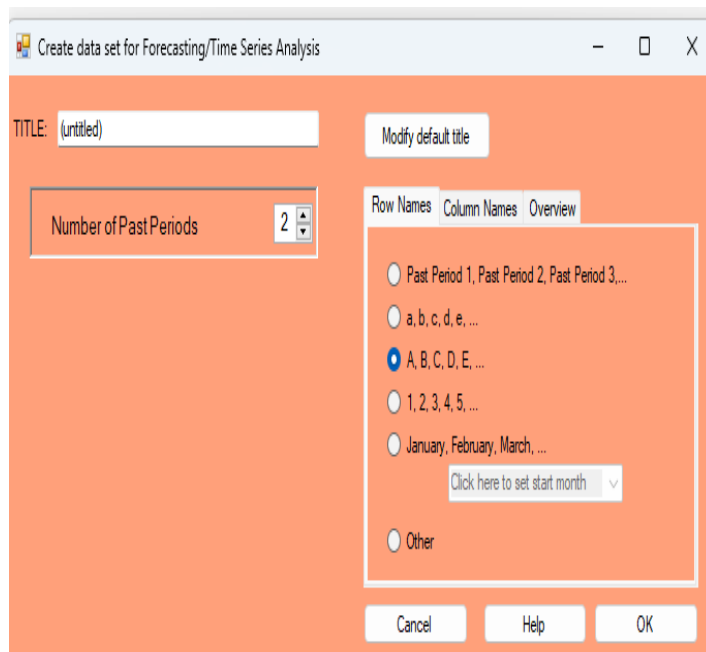 Create data set for Forecasting/Time Series Analysis
TITLE: (untitled)
Modify default title
Number of Past Periods 2
Row Names Column Names Overview
Past Period 1, Past Period 2, Past Period 3,...
a, b, c, d, e, ...
A, B, C, D, E, ...
1, 2, 3, 4, 5, ...
January, February, March, ...
Click here to set start month
Other
Cancel Help OK